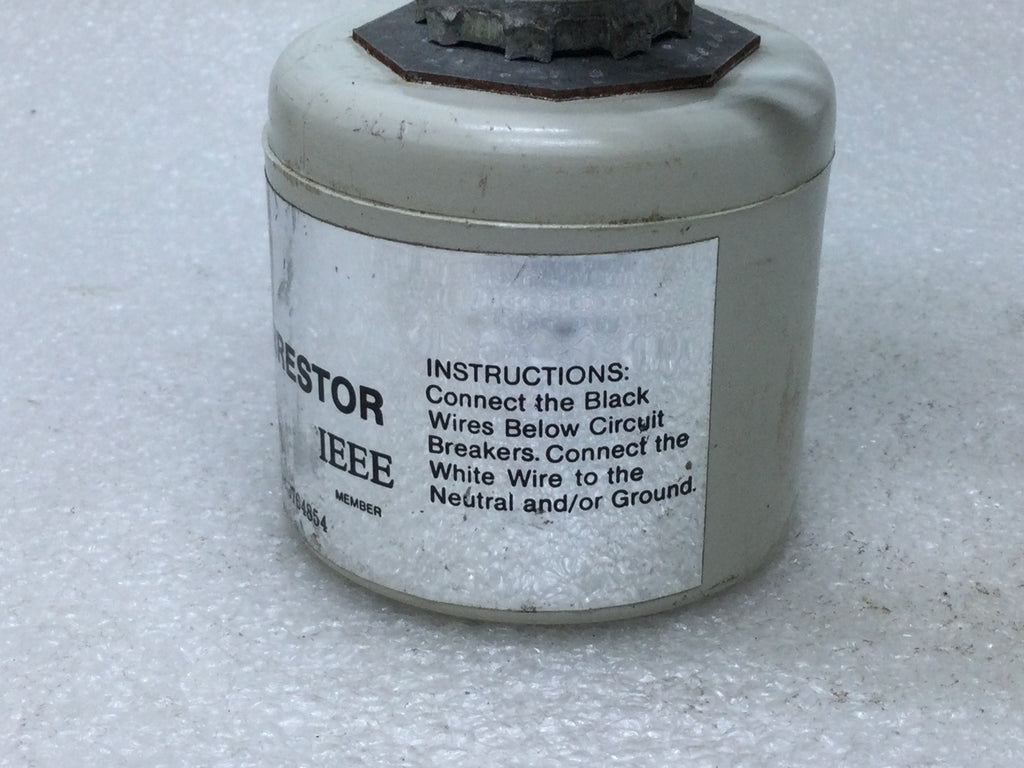 RESTOR
IEEE
MEMBER
164854
INSTRUCTIONS:
Connect the Black
Wires Below Circuit
Breakers. Connect the
White Wire to the
Neutral and/or Ground.